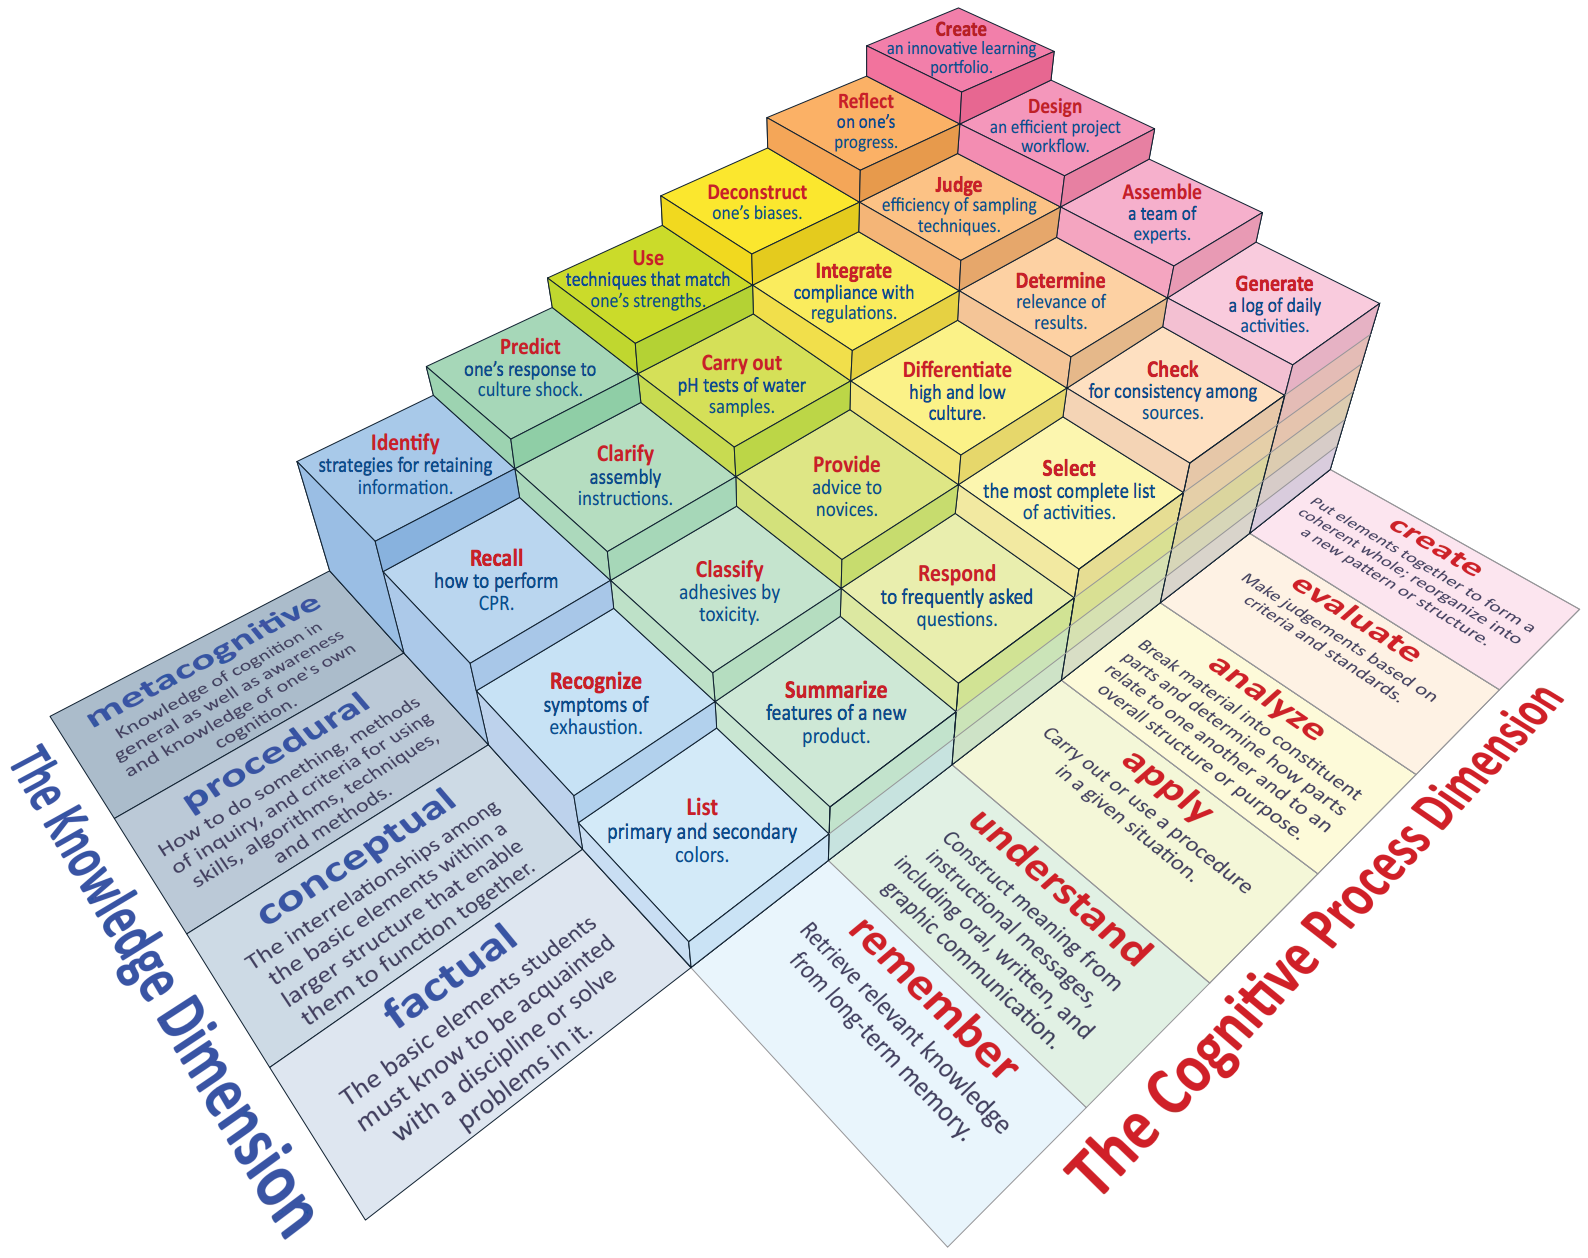 Create
an innovative learning
portfolio.
Reflect
on one's
progress.
Design
an efficient project
workflow.
Deconstruct
one's biases.
Judge
efficiency of sampling
techniques.
Assemble
a team of
experts.
Use
techniques that match
one's strengths.
Integrate
compliance with
regulations.
Determine
relevance of
results.
Generate
a log of daily
activities.
Predict
one's response to
culture shock.
Carry out
pH tests of water
samples.
Differentiate
high and low
culture.
Check
for consistency among
sources.
Identify
strategies for retaining
information.
Clarify
assembly
instructions.
Provide
advice to
novices.
Select
the most complete list
of activities.
Recall
how to perform
CPR.
Classify
adhesives by
toxicity.
Respond
to frequently asked
questions.
Recognize
symptoms of
exhaustion.
Summarize
features of a new
product.
List
primary and secondary
colors.
The Knowledge Dimension
metacognitive
Knowledge of cognition in
general as well as awareness
and knowledge of one's own
cognition.
procedural
How to do something, methods
of inquiry, and criteria for using
skills, algorithms, techniques,
and methods.
conceptual
The interrelationships among
the basic elements within a
larger structure that enable
them to function together.
factual
The basic elements students
must know to be acquainted
with a discipline or solve
problems in it.
The Cognitive Process Dimension
remember
Retrieve relevant knowledge
from long-term memory.
understand
Construct meaning from
instructional messages,
including oral, written, and
graphic communication.
apply
Carry out or use a procedure
in a given situation.
analyze
Break material into constituent
parts and determine how parts
relate to one another and to an
overall structure or purpose.
evaluate
Make judgements based on
criteria and standards.
create
Put elements together to form a
coherent whole; reorganize into
a new pattern or structure.